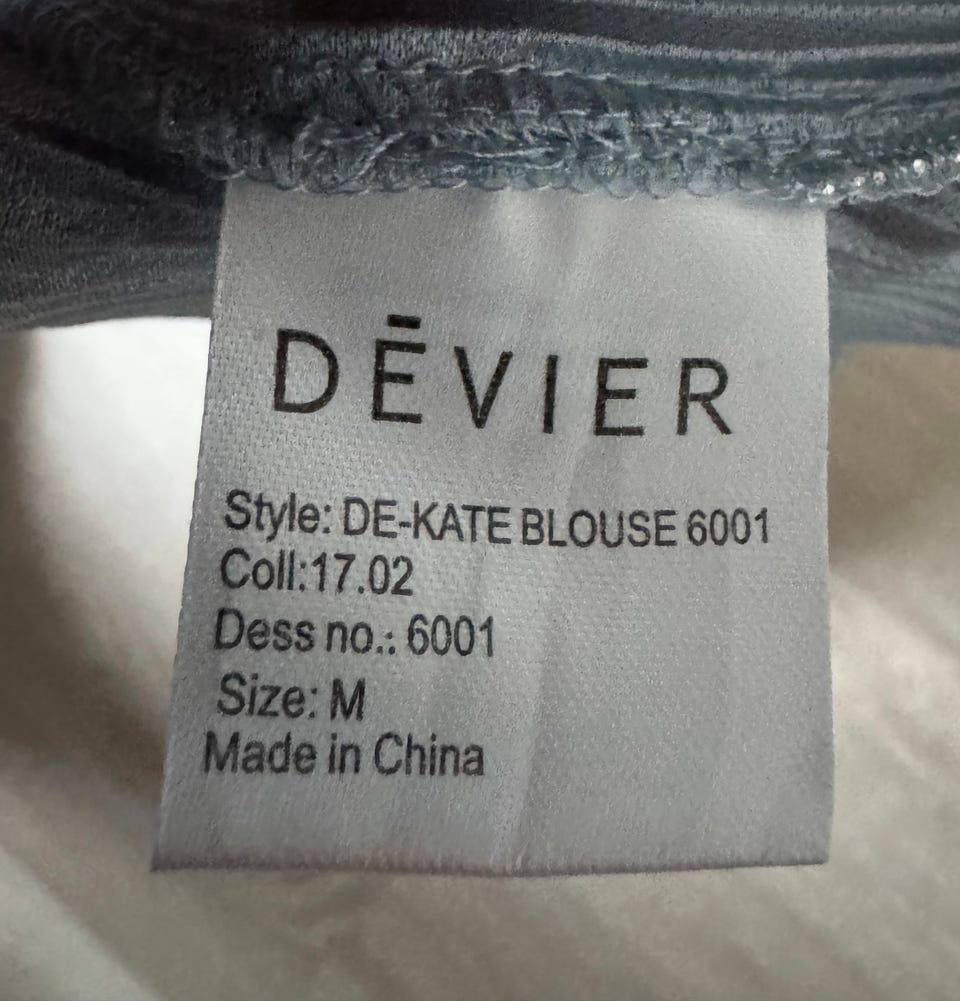 DĒVIER
Style: DE-KATE BLOUSE 6001
Coll:17.02
Dess no.: 6001
Size: M
Made in China